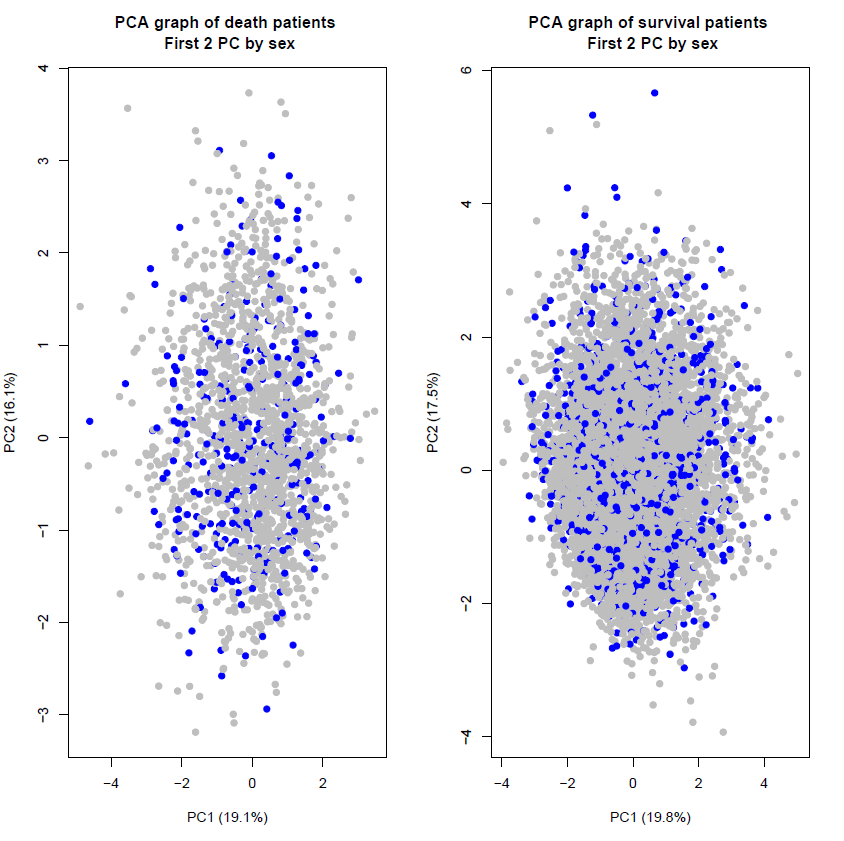 PCA graph of death patients
First 2 PC by sex
4
3
2
1
0
−1
−2
−3
PC2 (16.1%)
−4
−2
0
2
PC1 (19.1%)
PCA graph of survival patients
First 2 PC by sex
6
4
2
0
−2
−4
PC2 (17.5%)
−4
−2
0
2
4
PC1 (19.8%)